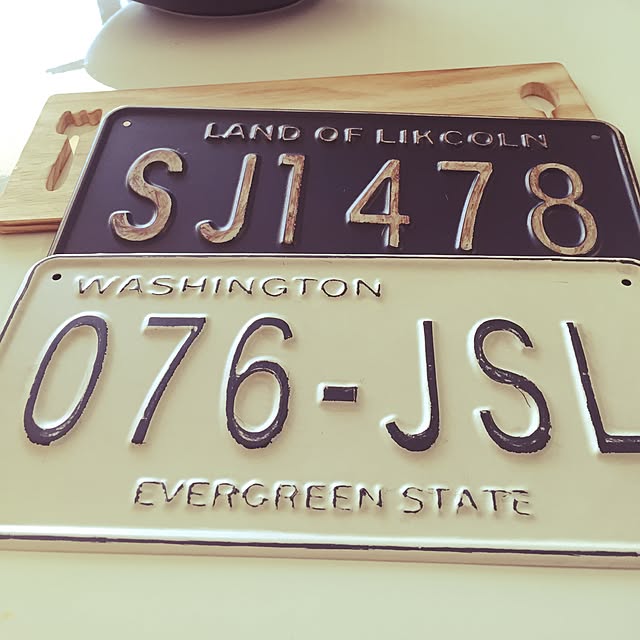 LAND OF LIKCOLN
SJ1478
WASHINGTON
076-JSL
EVERGREEN STATE